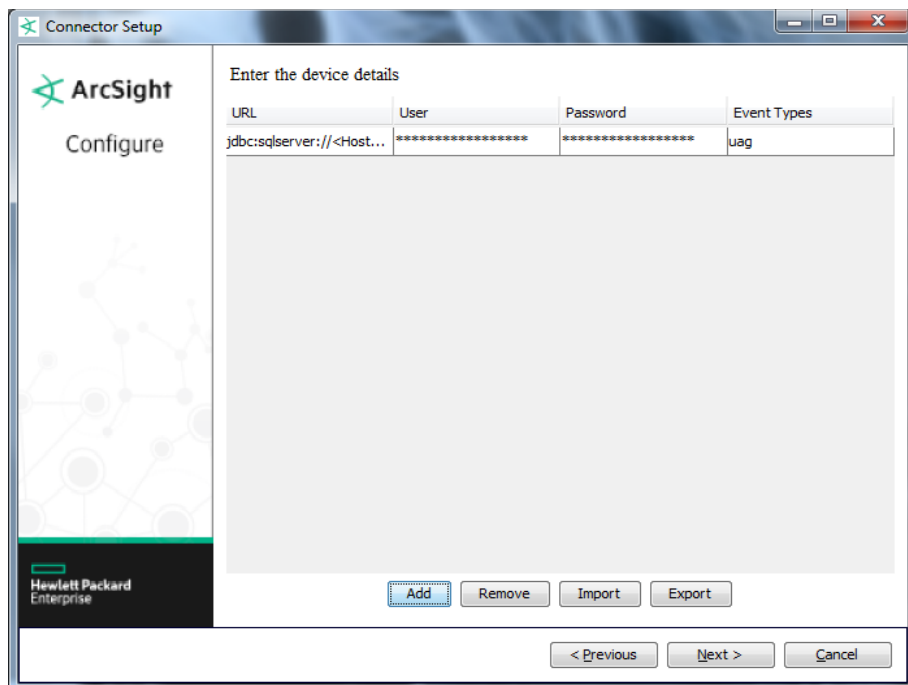 Connector Setup
ArcSight
Configure
Enter the device details
URL User Password Event Types
jdbc:sqlserver://<Host... ***************** ***************** uag
Hewlett Packard
Enterprise
Add Remove Import Export
< Previous Next > Cancel